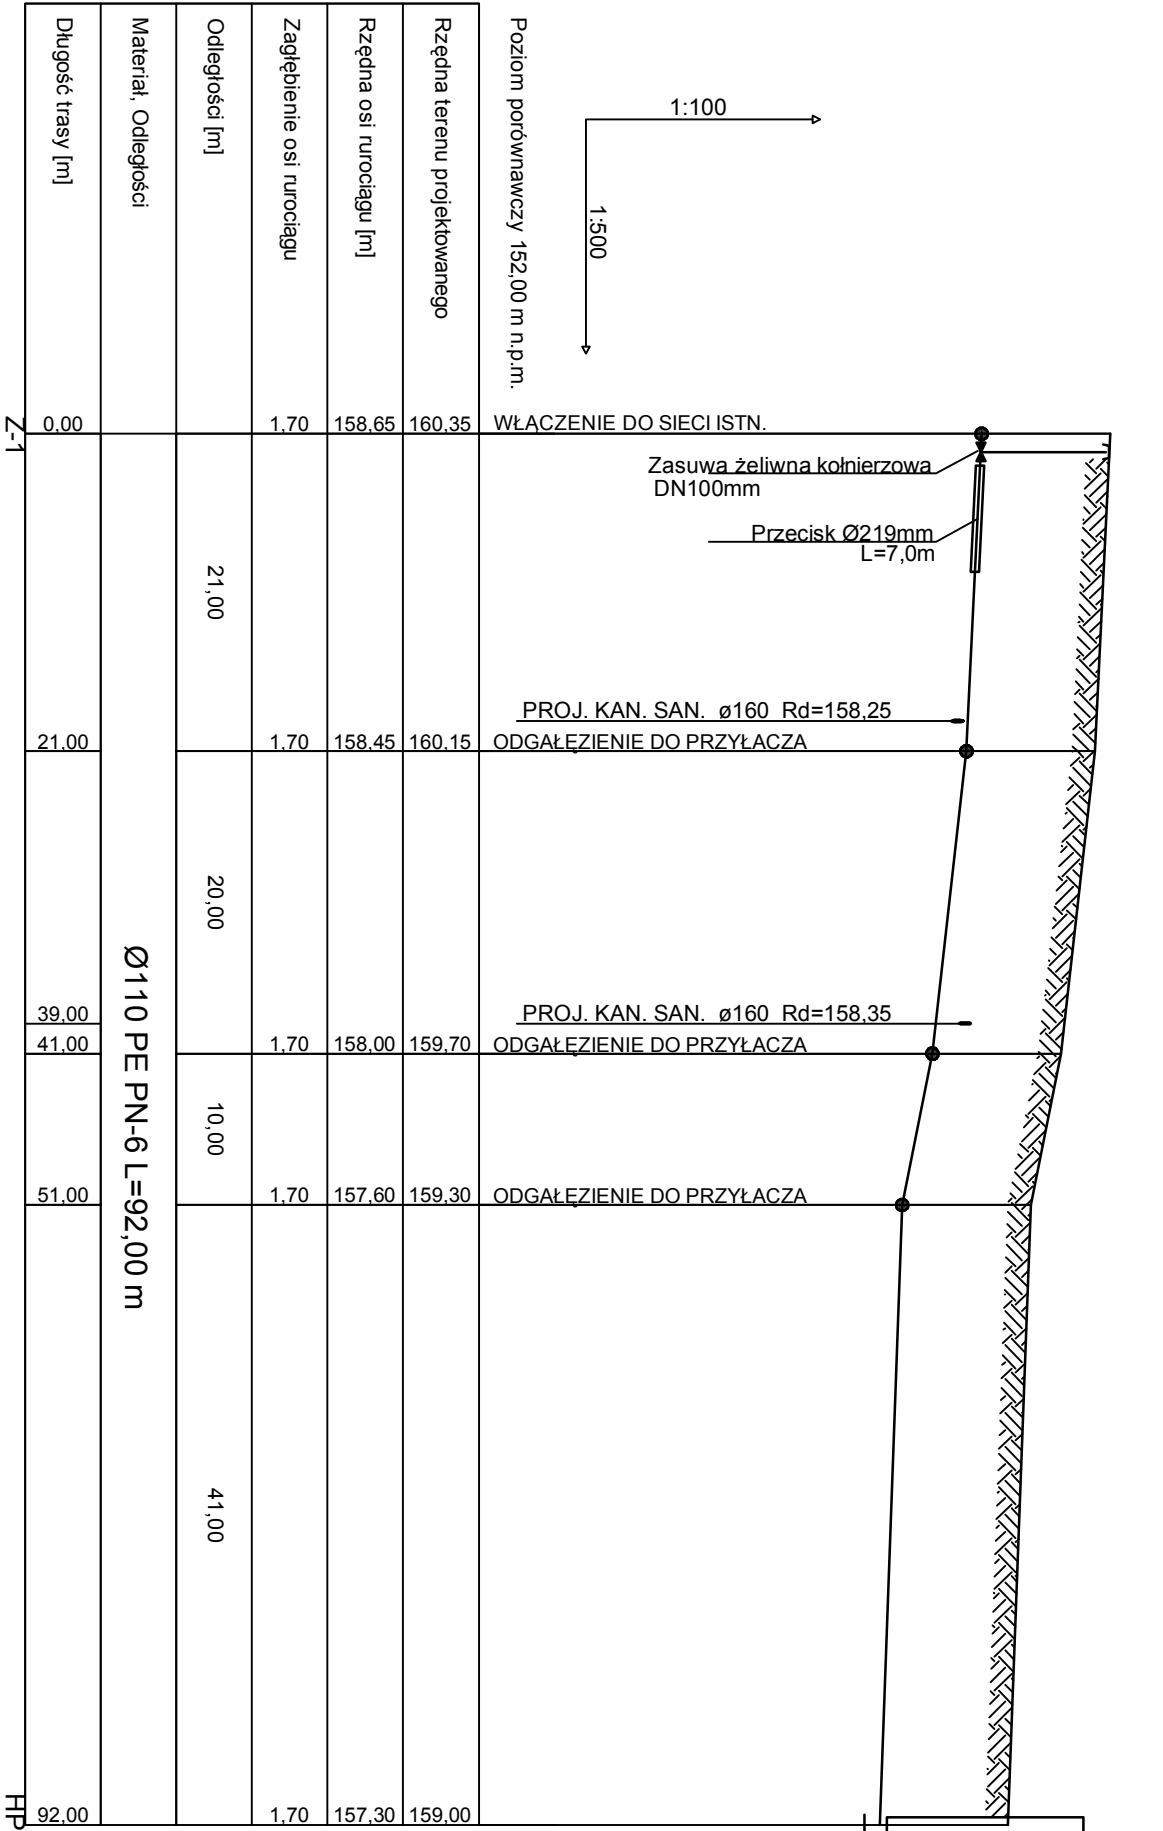 1:100
1:500
Poziom porównawczy 152,00 m n.p.m.
Rzędna terenu projektowanego
Rzędna osi rurociągu [m]
Zagłębienie osi rurociągu
Odległości [m]
Materiał, Odległości
Długość trasy [m]
WŁĄCZENIE DO SIECI ISTN.
Zasuwa żeliwna kołnierzowa
DN100mm
Przecisk Ø219mm
L=7,0m
PROJ. KAN. SAN. ø160 Rd=158,25
ODGAŁĘZIENIE DO PRZYŁACZA
PROJ. KAN. SAN. ø160 Rd=158,35
ODGAŁĘZIENIE DO PRZYŁACZA
ODGAŁĘZIENIE DO PRZYŁACZA
160,35
160,15
159,70
159,30
159,00
158,65
158,45
158,00
157,60
157,30
1,70
1,70
1,70
1,70
1,70
21,00
20,00
10,00
41,00
Ø110 PE PN-6 L=92,00 m
0,00
21,00
39,00
41,00
51,00
92,00
Z-1
HP